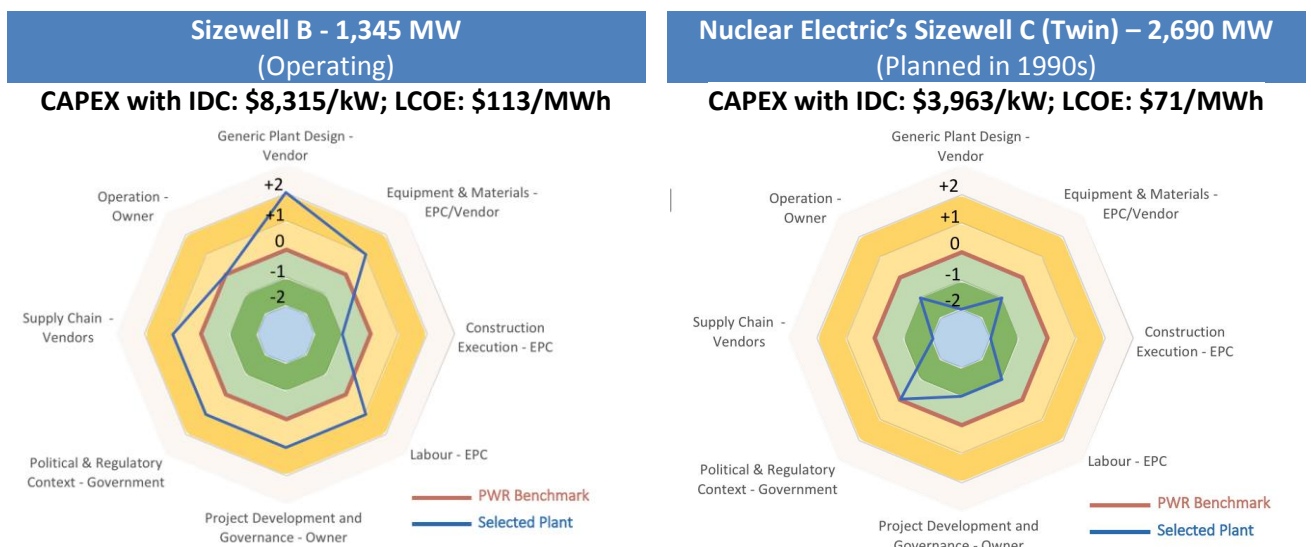 Sizewell B - 1,345 MW
(Operating)
CAPEX with IDC: $8,315/kW; LCOE: $113/MWh
Generic Plant Design -
Vendor
Equipment & Materials -
EPC/Vendor
Construction
Execution - EPC
Labour - EPC
Project Development and
Governance - Owner
Political & Regulatory
Context - Government
Supply Chain -
Vendors
Operation -
Owner
+2
+1
0
-1
-2
PWR Benchmark
Selected Plant
Nuclear Electric's Sizewell C (Twin) – 2,690 MW
(Planned in 1990s)
CAPEX with IDC: $3,963/kW; LCOE: $71/MWh
Generic Plant Design -
Vendor
Equipment & Materials -
EPC/Vendor
Construction
Execution - EPC
Labour - EPC
Project Development and
Governance - Owner
Political & Regulatory
Context - Government
Supply Chain -
Vendors
Operation -
Owner
+2
+1
0
-1
-2
PWR Benchmark
Selected Plant